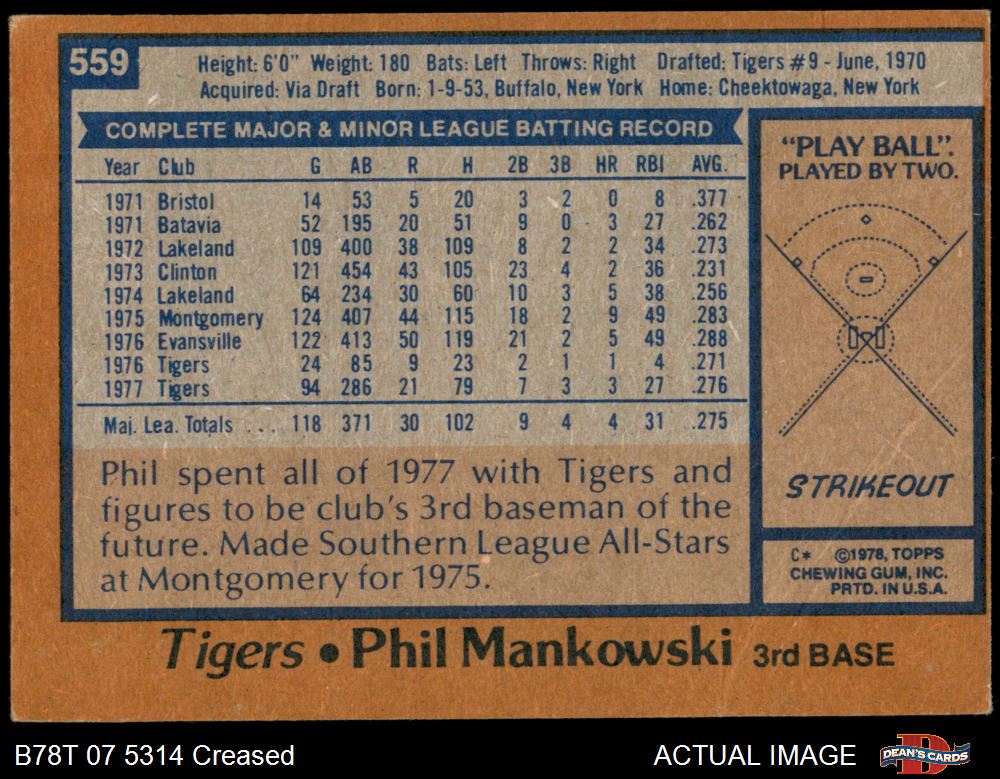 559
Height: 6'0" Weight: 180 Bats: Left Throws: Right Drafted: Tigers #9 - June, 1970
Acquired: Via Draft Born: 1-9-53, Buffalo, New York Home: Cheektowaga, New York
COMPLETE MAJOR & MINOR LEAGUE BATTING RECORD
Year Club G AB R H 2B 3B HR RBI AVG.
1971 Bristol 14 53 5 20 3 2 0 8 .377
1971 Batavia 52 195 20 51 9 0 3 27 .262
1972 Lakeland 109 400 38 109 8 2 2 34 .273
1973 Clinton 121 454 43 105 23 4 2 36 .231
1974 Lakeland 64 234 30 60 10 3 5 38 .256
1975 Montgomery 124 407 44 115 18 2 9 49 .283
1976 Evansville 122 413 50 119 21 2 5 49 .288
1976 Tigers 24 85 9 23 2 1 1 4 .271
1977 Tigers 94 286 21 79 7 3 3 27 .276
Maj. Lea. Totals ... 118 371 30 102 9 4 4 31 .275
Phil spent all of 1977 with Tigers and
figures to be club's 3rd baseman of the
future. Made Southern League All-Stars
at Montgomery for 1975.
"PLAY BALL".
PLAYED BY TWO.
STRIKEOUT
C* ©1978, TOPPS
CHEWING GUM, INC.
PRTD. IN U.S.A.
Tigers • Phil Mankowski 3rd BASE
B78T 07 5314 Creased
ACTUAL IMAGE
DEAN'S CARDS